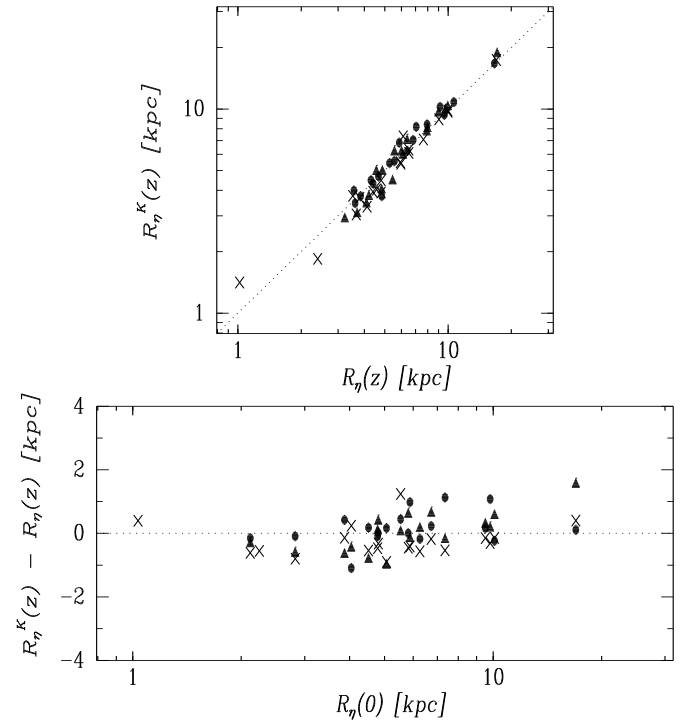 10
1
R_η^K(z) [kpc]
1
10
R_η(z) [kpc]
4
2
0
−2
−4
R_η^K(z) − R_η(z) [kpc]
1
10
R_η(0) [kpc]